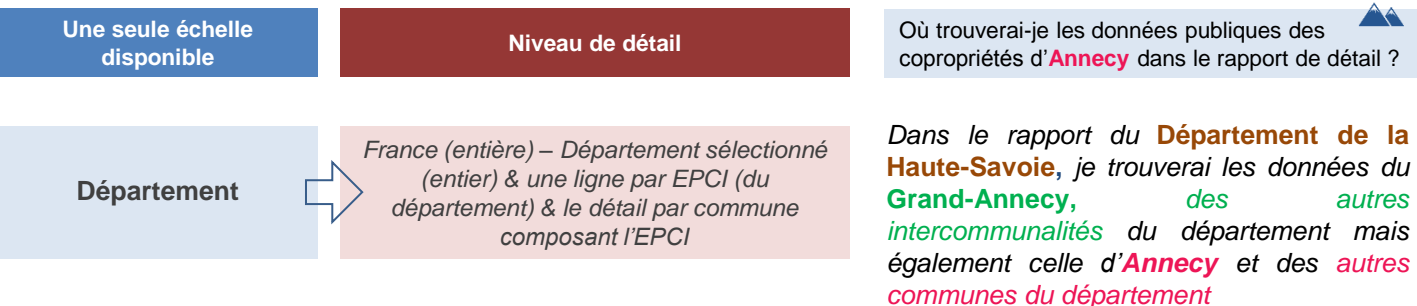 Une seule échelle
disponible
Niveau de détail
Où trouverai-je les données publiques des
copropriétés d’Annecy dans le rapport de détail ?
Département
France (entière) – Département sélectionné
(entier) & une ligne par EPCI (du
département) & le détail par commune
composant l’EPCI
Dans le rapport du Département de la
Haute-Savoie, je trouverai les données du
Grand-Annecy, des autres
intercommunalités du département mais
également celle d’Annecy et des autres
communes du département